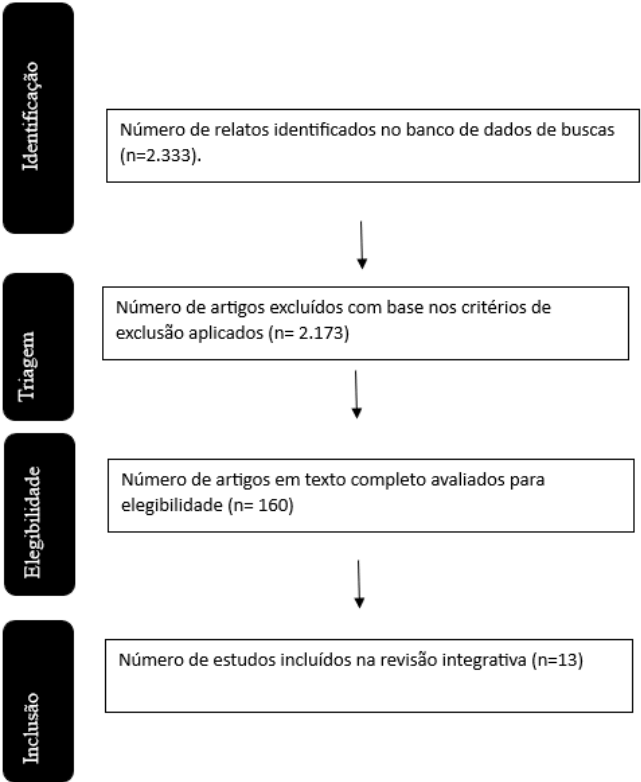 Identificação
Número de relatos identificados no banco de dados de buscas
(n=2.333).
Triagem
Número de artigos excluídos com base nos critérios de
exclusão aplicados (n= 2.173)
Elegibilidade
Número de artigos em texto completo avaliados para
elegibilidade (n= 160)
Inclusão
Número de estudos incluídos na revisão integrativa (n=13)